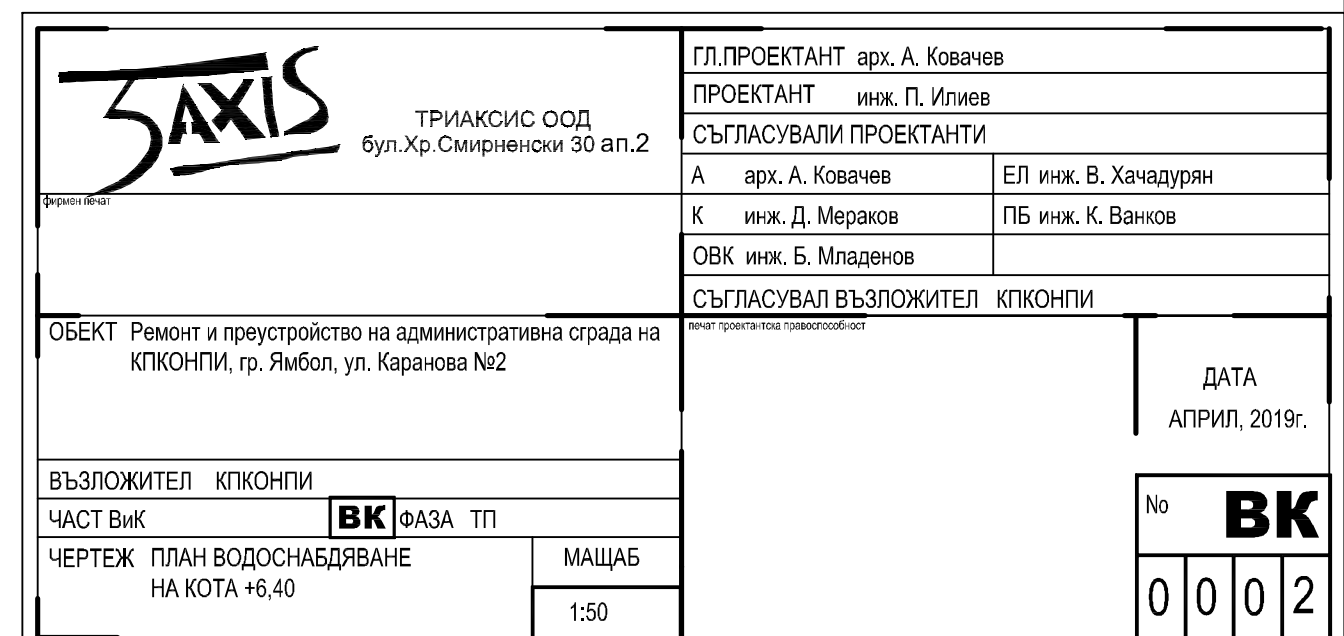 3AXIS
ТРИАКСИС ООД
бул.Хр.Смирненски 30 ап.2
фирмен печат
ГЛ.ПРОЕКТАНТ арх. А. Ковачев
ПРОЕКТАНТ инж. П. Илиев
СЪГЛАСУВАЛИ ПРОЕКТАНТИ
А арх. А. Ковачев
ЕЛ инж. В. Хачадурян
К инж. Д. Мераков
ПБ инж. К. Ванков
ОВК инж. Б. Младенов
СЪГЛАСУВАЛ ВЪЗЛОЖИТЕЛ КПКОНПИ
ОБЕКТ Ремонт и преустройство на административна сграда на
КПКОНПИ, гр. Ямбол, ул. Каранова №2
печат проектантска правоспособност
ДАТА
АПРИЛ, 2019г.
ВЪЗЛОЖИТЕЛ КПКОНПИ
ЧАСТ ВиК ВК ФАЗА ТП
ЧЕРТЕЖ ПЛАН ВОДОСНАБДЯВАНЕ
НА КОТА +6,40
МАЩАБ
1:50
No ВК
0 0 0 2